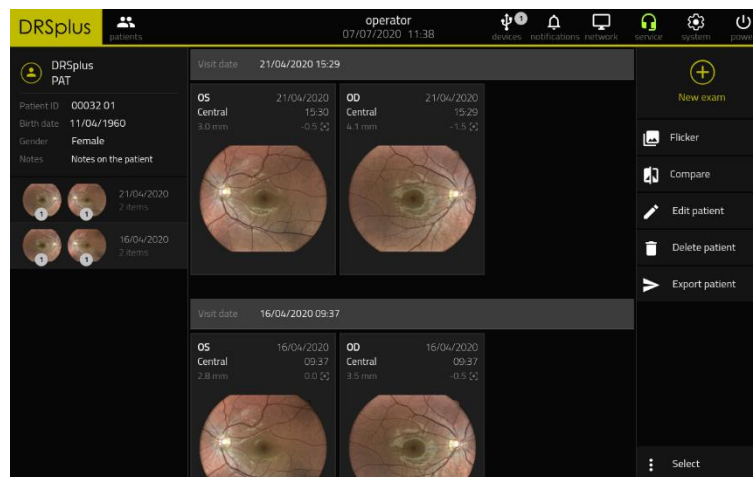 DRSplus
patients
operator
07/07/2020 11:38
1
devices notifications network service system powe
DRSplus
PAT
Patient ID 00032 01
Birth date 11/04/1960
Gender Female
Notes Notes on the patient
1 1
21/04/2020
2 items
1 1
16/04/2020
2 items
Visit date 21/04/2020 15:29
OS 21/04/2020
Central 15:30
3.0 mm -0.5
OD 21/04/2020
Central 15:29
4.1 mm -1.5
Visit date 16/04/2020 09:37
OS 16/04/2020
Central 09:37
2.8 mm 0.0
OD 16/04/2020
Central 09:37
3.5 mm -0.5
New exam
Flicker
Compare
Edit patient
Delete patient
Export patient
Select